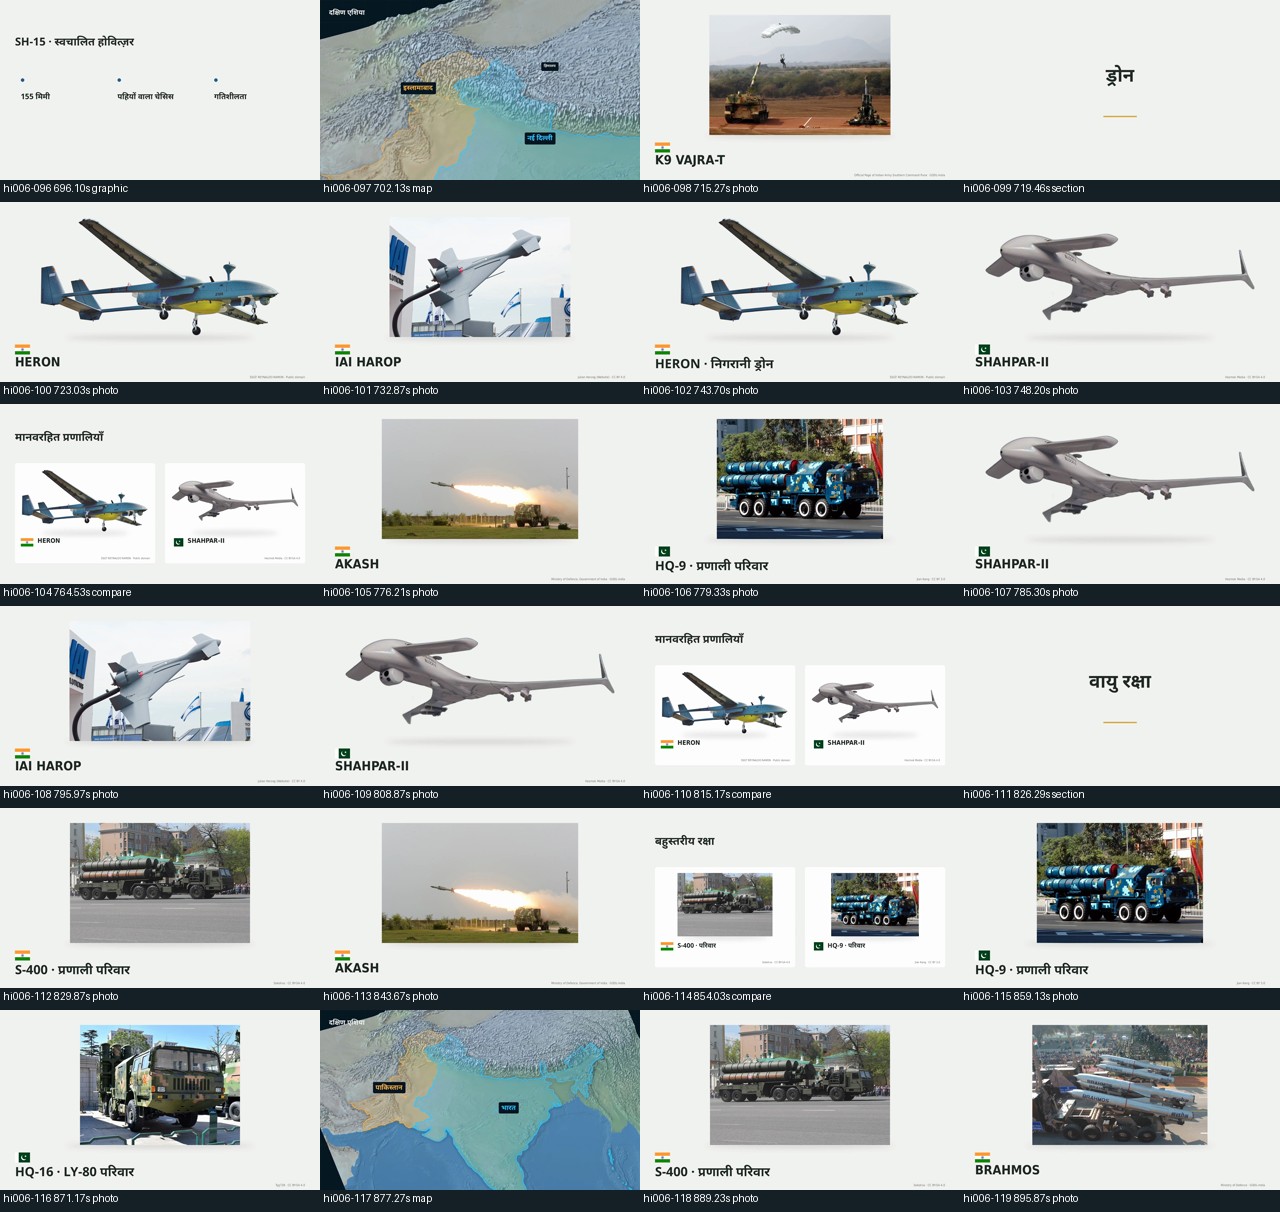 SH-15 · स्वचालित होवित्ज़र
155 मिमी
पहियों वाला चेसिस
गतिशीलता
hi006-096 696.10s graphic
दक्षिण एशिया
इस्लामाबाद
नई दिल्ली
hi006-097 702.13s map
K9 VAJRA-T
hi006-098 715.27s photo
ड्रोन
hi006-099 719.46s section
HERON
hi006-100 723.03s photo
IAI HAROP
hi006-101 732.87s photo
HERON · निगरानी ड्रोन
hi006-102 743.70s photo
SHAHPAR-II
hi006-103 748.20s photo
मानवरहित प्रणालियाँ
HERON
SHAHPAR-II
hi006-104 764.53s compare
AKASH
hi006-105 776.21s photo
HQ-9 · प्रणाली परिवार
hi006-106 779.33s photo
SHAHPAR-II
hi006-107 785.30s photo
IAI HAROP
hi006-108 795.97s photo
SHAHPAR-II
hi006-109 808.87s photo
मानवरहित प्रणालियाँ
HERON
SHAHPAR-II
hi006-110 815.17s compare
वायु रक्षा
hi006-111 826.29s section
S-400 · प्रणाली परिवार
hi006-112 829.87s photo
AKASH
hi006-113 843.67s photo
बहुस्तरीय रक्षा
S-400 · परिवार
HQ-9 · परिवार
hi006-114 854.03s compare
HQ-9 · प्रणाली परिवार
hi006-115 859.13s photo
HQ-16 · LY-80 परिवार
hi006-116 871.17s photo
दक्षिण एशिया
पाकिस्तान
भारत
hi006-117 877.27s map
S-400 · प्रणाली परिवार
hi006-118 889.23s photo
BRAHMOS
hi006-119 895.87s photo